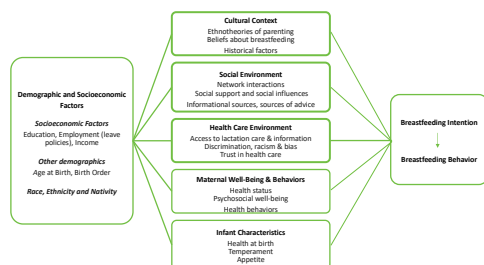 Cultural Context
Ethnotheories of parenting
Beliefs about breastfeeding
Historical factors
Social Environment
Network interactions
Social support and social influences
Informational sources, sources of advice
Demographic and Socioeconomic
Factors
Socioeconomic Factors
Education, Employment (leave
policies), Income
Other demographics
Age at Birth, Birth Order
Race, Ethnicity and Nativity
Health Care Environment
Access to lactation care & information
Discrimination, racism & bias
Trust in health care
Maternal Well-Being & Behaviors
Health status
Psychosocial well-being
Health behaviors
Infant Characteristics
Health at birth
Temperament
Appetite
Breastfeeding Intention
Breastfeeding Behavior